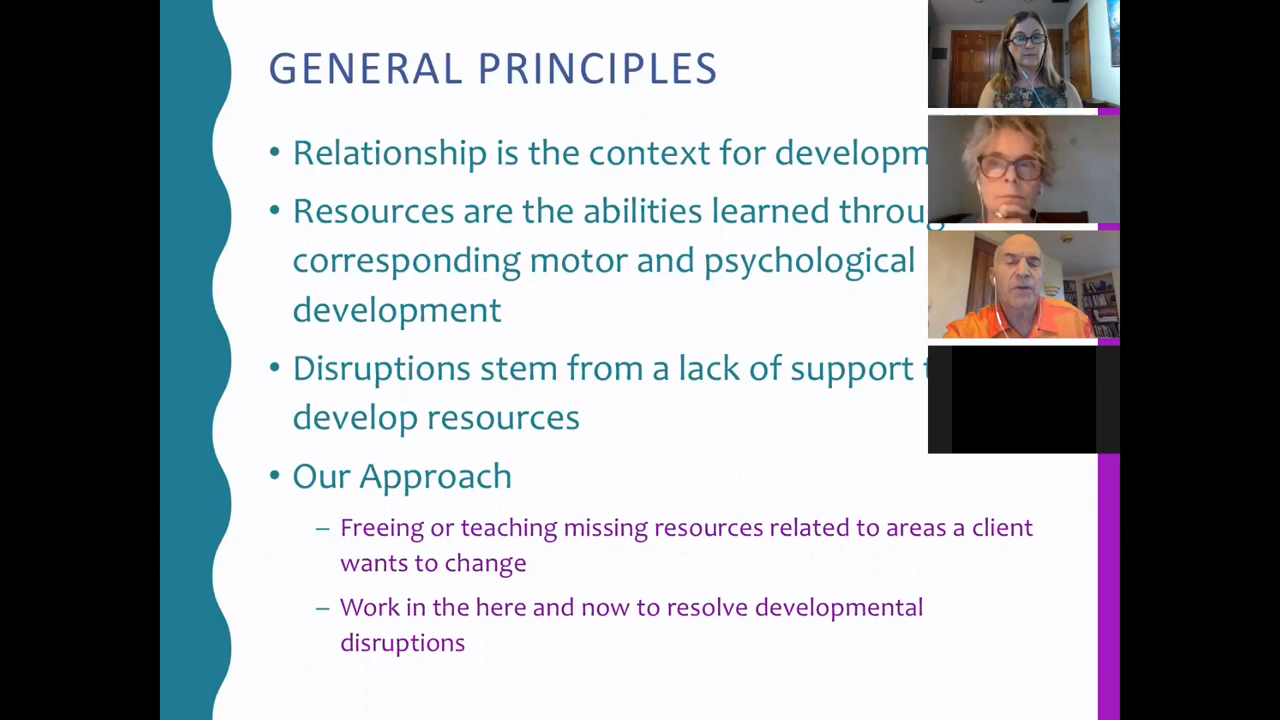 GENERAL PRINCIPLES
• Relationship is the context for
• Resources are the abilities learned
corresponding motor and psychological
development
• Disruptions stem from a lack of support
develop resources
• Our Approach
– Freeing or teaching missing resources related to areas a client
wants to change
– Work in the here and now to resolve developmental
disruptions